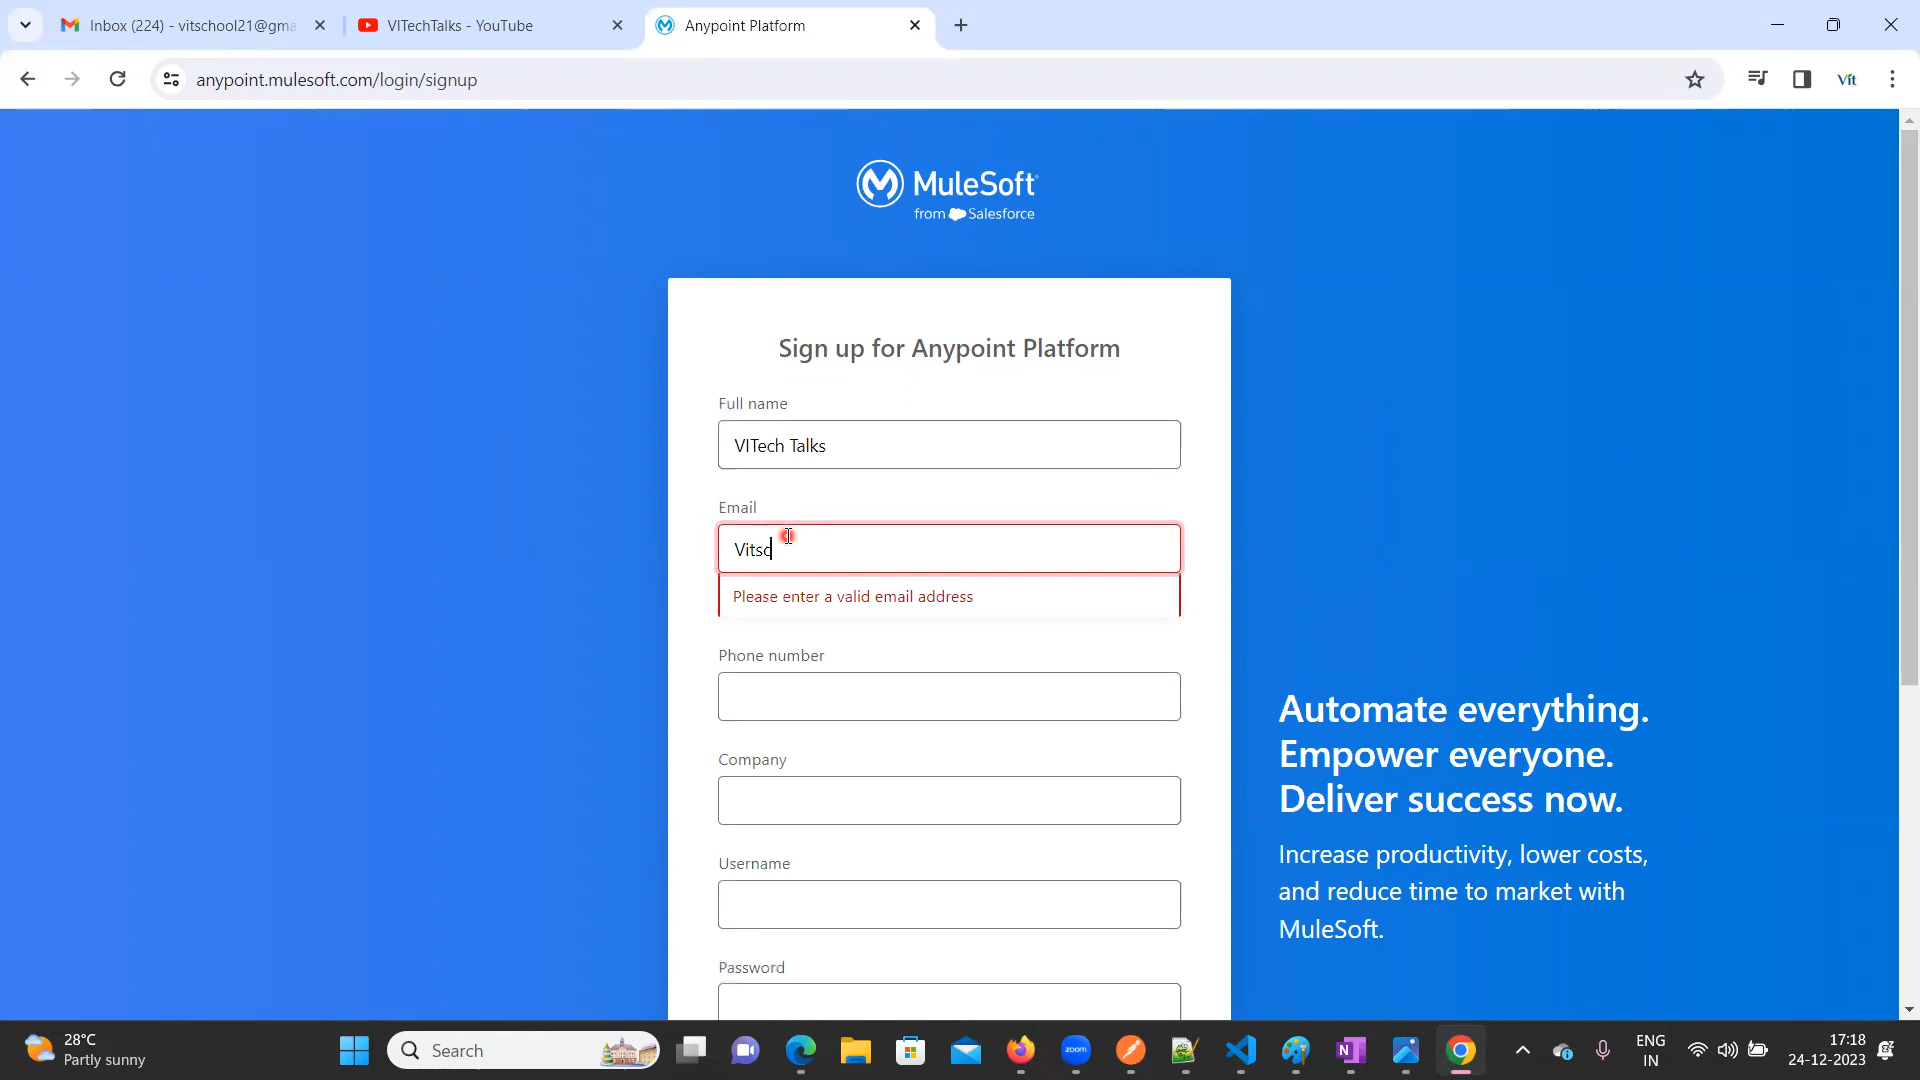 Inbox (224) - vitschool21@gma
VITechTalks - YouTube
Anypoint Platform
anypoint.mulesoft.com/login/signup
Vit
MuleSoft
from Salesforce
Sign up for Anypoint Platform
Full name
VITech Talks
Email
Vitsc
Please enter a valid email address
Phone number
Company
Username
Password
Automate everything.
Empower everyone.
Deliver success now.
Increase productivity, lower costs,
and reduce time to market with
MuleSoft.
28°C
Partly sunny
Search
zoom
N
ENG
IN
17:18
24-12-2023